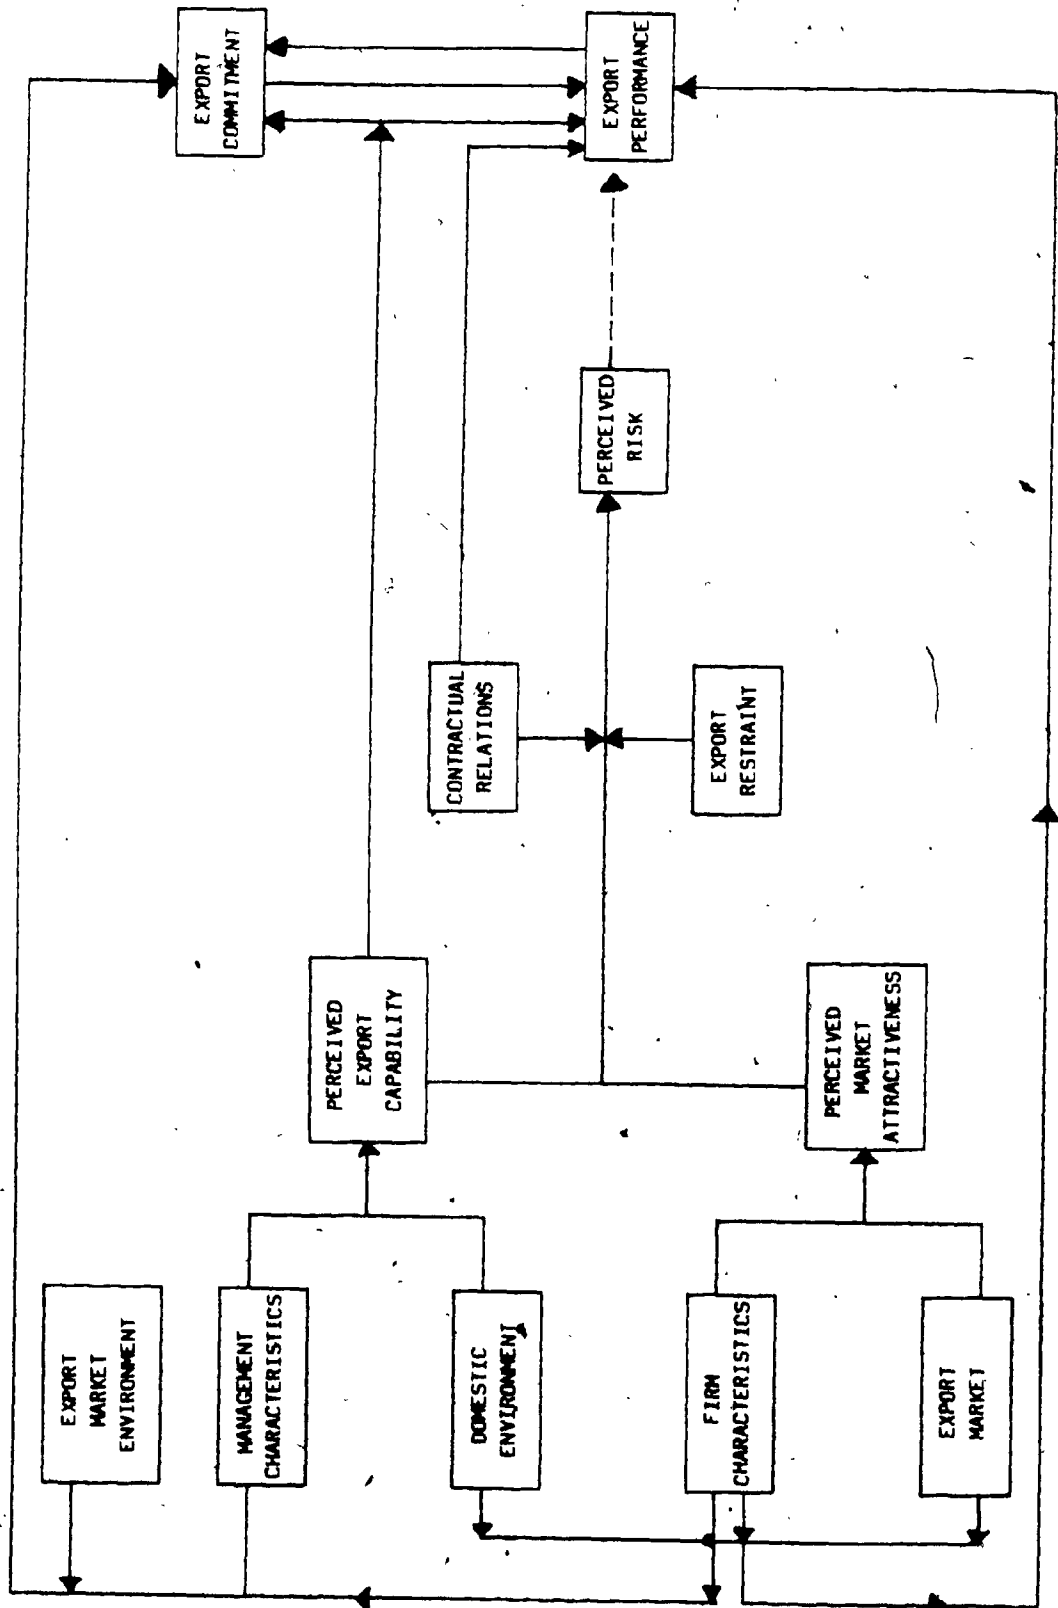 EXPORT
MARKET
ENVIRONMENT
MANAGEMENT
CHARACTERISTICS
DOMESTIC
ENVIRONMENT
FIRM
CHARACTERISTICS
EXPORT
MARKET
PERCEIVED
EXPORT
CAPABILITY
PERCEIVED
MARKET
ATTRACTIVENESS
CONTRACTUAL
RELATIONS
EXPORT
RESTRAINT
PERCEIVED
RISK
EXPORT
COMMITMENT
EXPORT
PERFORMANCE